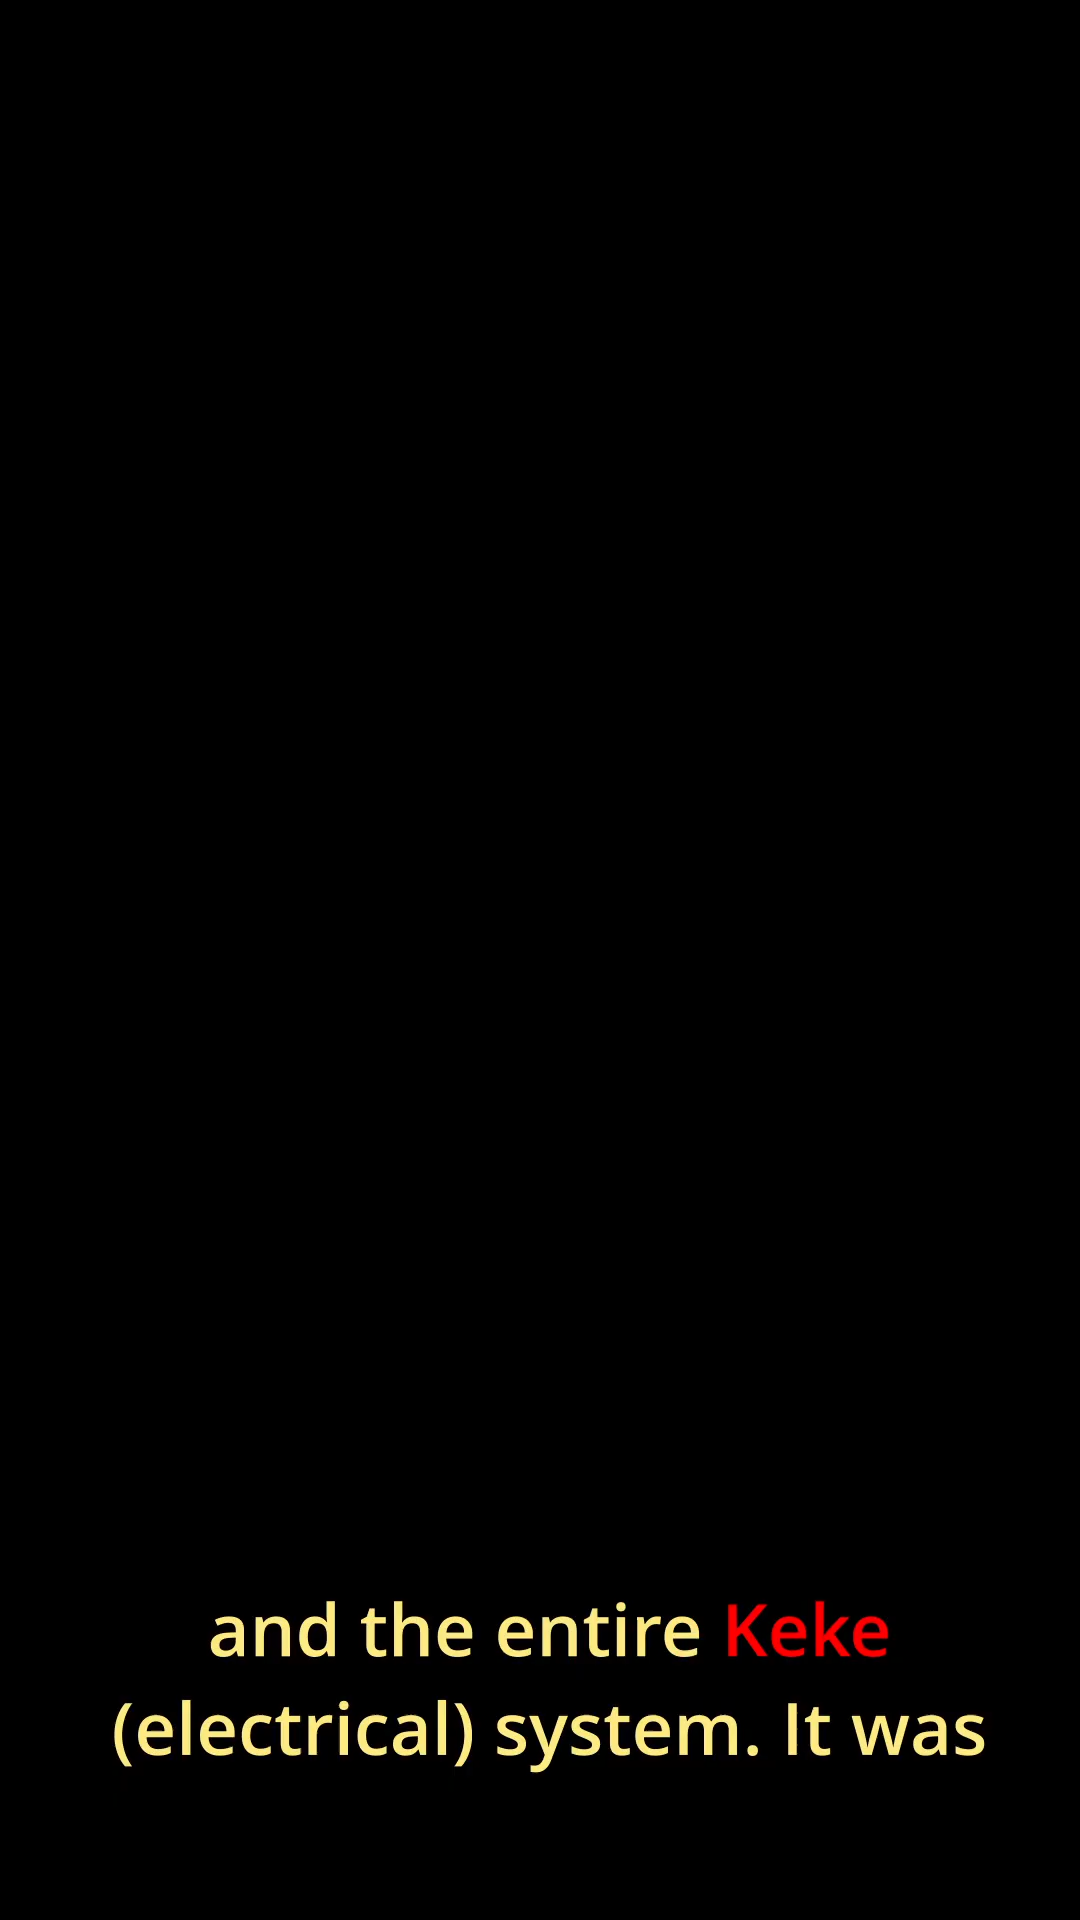 and the entire Keke
(electrical) system. It was